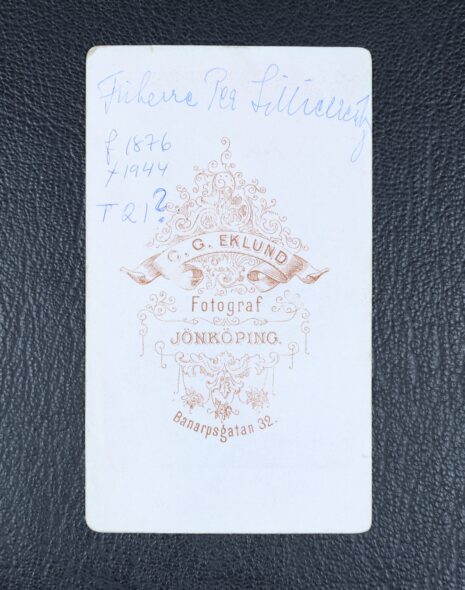 Friherre Per Lilliecreutz
f 1876
† 1944
T 21?
C. G. EKLUND
Fotograf
JÖNKÖPING.
Banarpsgatan 32.